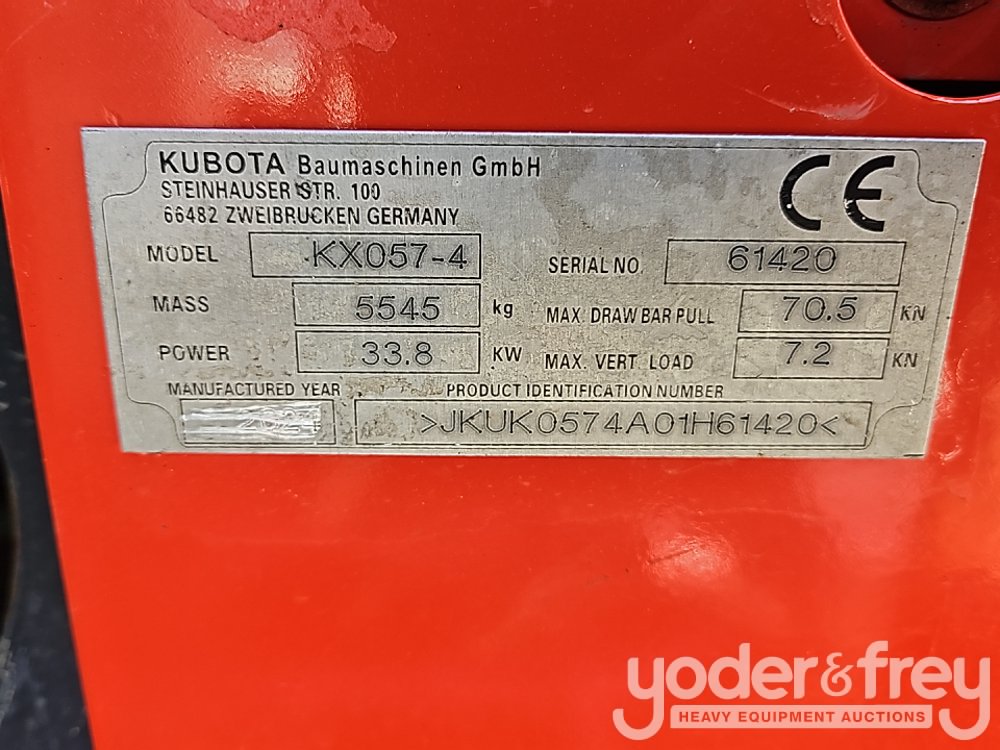 KUBOTA Baumaschinen GmbH
STEINHAUSER STR. 100
66482 ZWEIBRUCKEN GERMANY
CE
MODEL KX057-4 SERIAL NO. 61420
MASS 5545 kg MAX. DRAW BAR PULL 70.5 KN
POWER 33.8 .KW MAX. VERT. LOAD 7.2 KN
MANUFACTURED YEAR PRODUCT IDENTIFICATION NUMBER
>JKUK0574A01H61420<
yoder&frey
HEAVY EQUIPMENT AUCTIONS